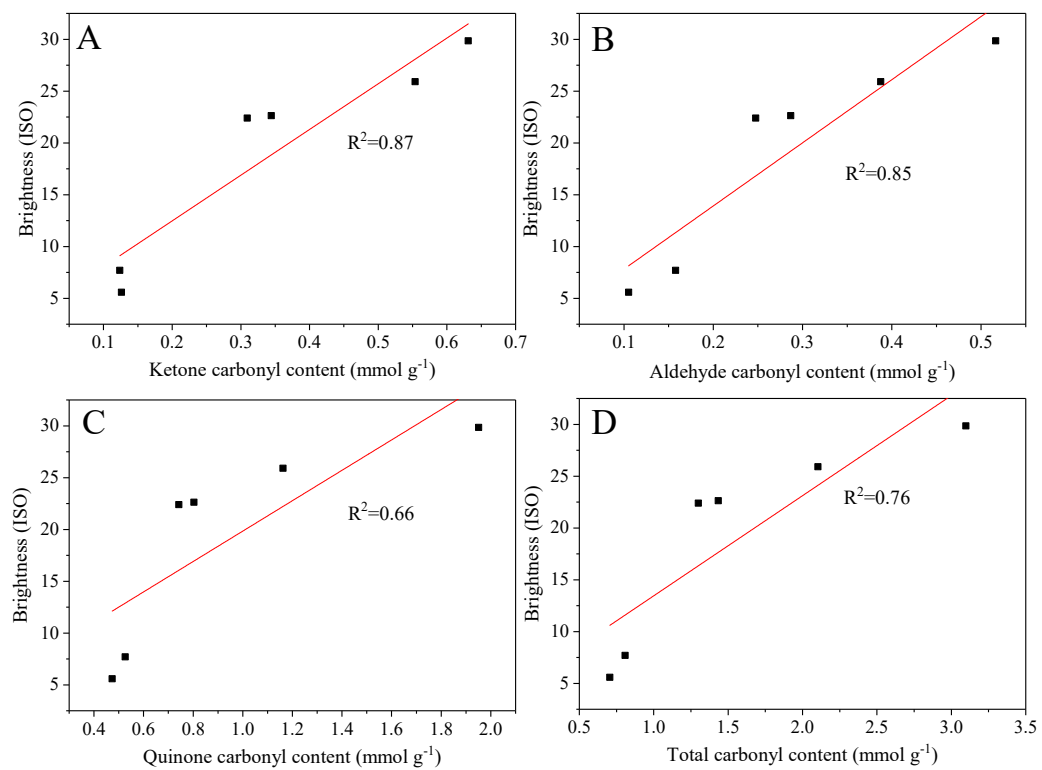 A
Brightness (ISO)
30
25
20
15
10
5
R²=0.87
0.1 0.2 0.3 0.4 0.5 0.6 0.7
Ketone carbonyl content (mmol g⁻¹)
B
Brightness (ISO)
30
25
20
15
10
5
R²=0.85
0.1 0.2 0.3 0.4 0.5
Aldehyde carbonyl content (mmol g⁻¹)
C
Brightness (ISO)
30
25
20
15
10
5
R²=0.66
0.4 0.6 0.8 1.0 1.2 1.4 1.6 1.8 2.0
Quinone carbonyl content (mmol g⁻¹)
D
Brightness (ISO)
30
25
20
15
10
5
R²=0.76
0.5 1.0 1.5 2.0 2.5 3.0 3.5
Total carbonyl content (mmol g⁻¹)